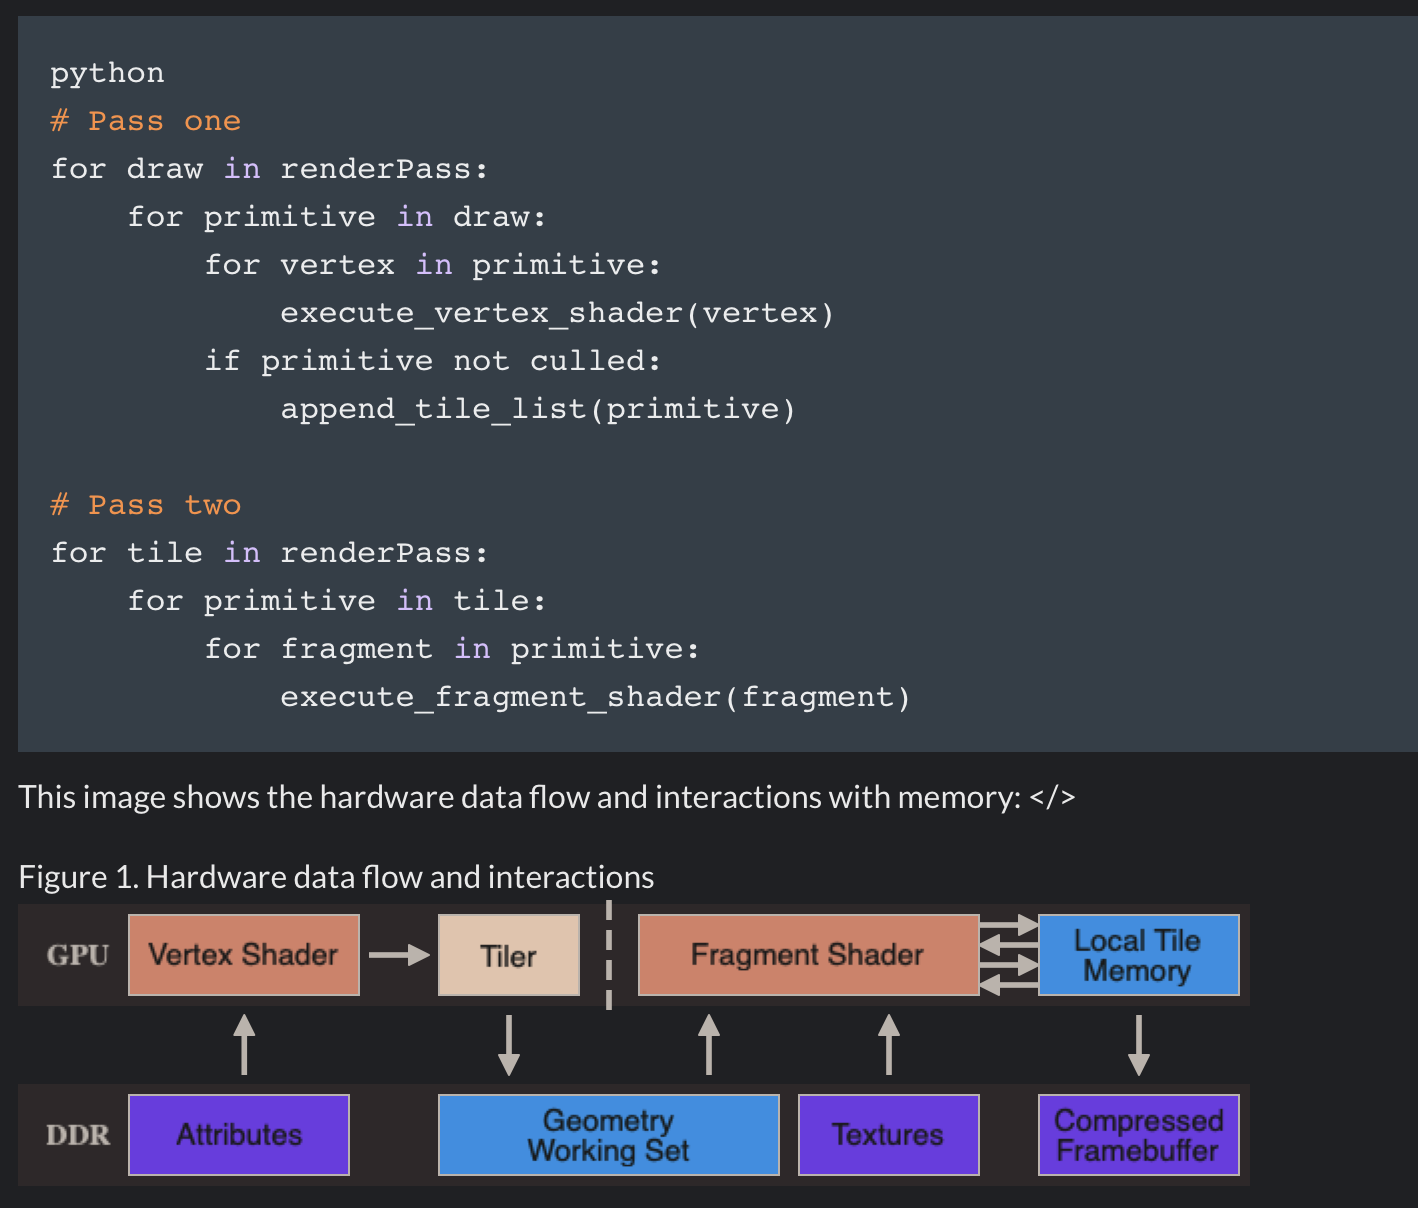 python
# Pass one
for draw in renderPass:
    for primitive in draw:
        for vertex in primitive:
            execute_vertex_shader(vertex)
        if primitive not culled:
            append_tile_list(primitive)

# Pass two
for tile in renderPass:
    for primitive in tile:
        for fragment in primitive:
            execute_fragment_shader(fragment)
This image shows the hardware data flow and interactions with memory: </>
Figure 1. Hardware data flow and interactions
GPU
Vertex Shader
Tiler
Fragment Shader
Local Tile
Memory
DDR
Attributes
Geometry
Working Set
Textures
Compressed
Framebuffer